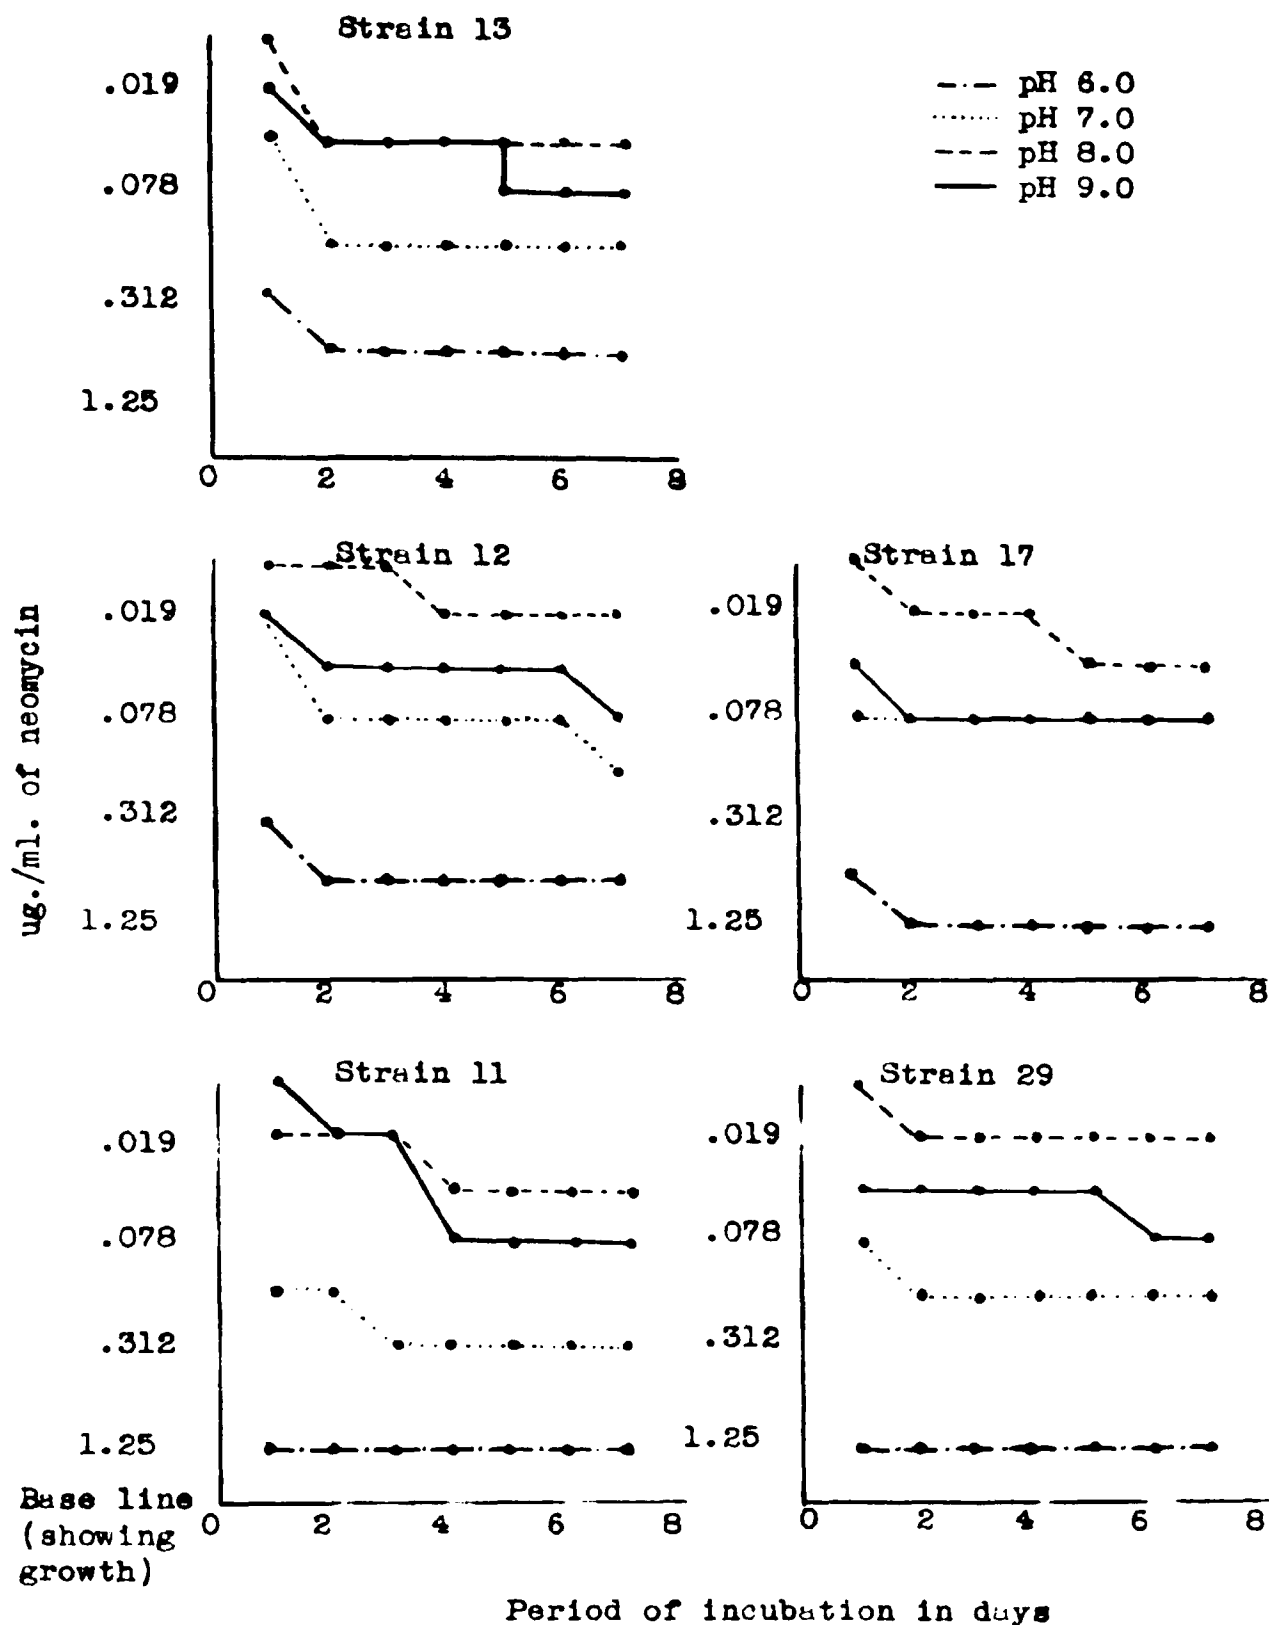 Strain 13
.019
.078
.312
1.25
0 2 4 6 8
pH 6.0
pH 7.0
pH 8.0
pH 9.0
ug./ml. of neomycin
Strain 12
.019
.078
.312
1.25
0 2 4 6 8
Strain 17
.019
.078
.312
1.25
0 2 4 6 8
Strain 11
.019
.078
.312
1.25
Base line
(showing
growth)
0 2 4 6 8
Strain 29
.019
.078
.312
1.25
0 2 4 6 8
Period of incubation in days